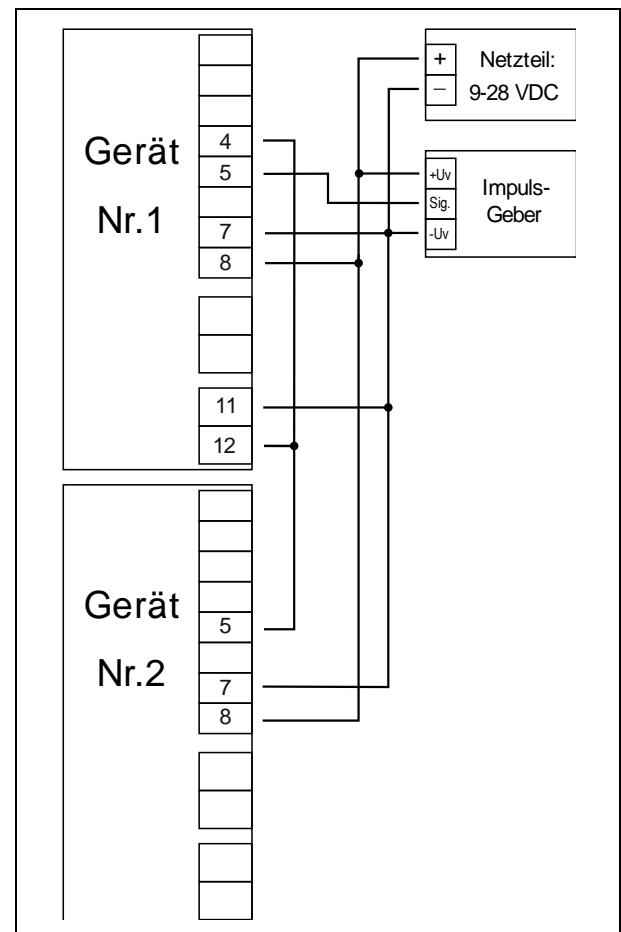 Gerät
Nr.1
4
5
7
8
11
12
+ Netzteil:
– 9-28 VDC
+Uv
Sig.
-Uv
Impuls-
Geber
Gerät
Nr.2
5
7
8